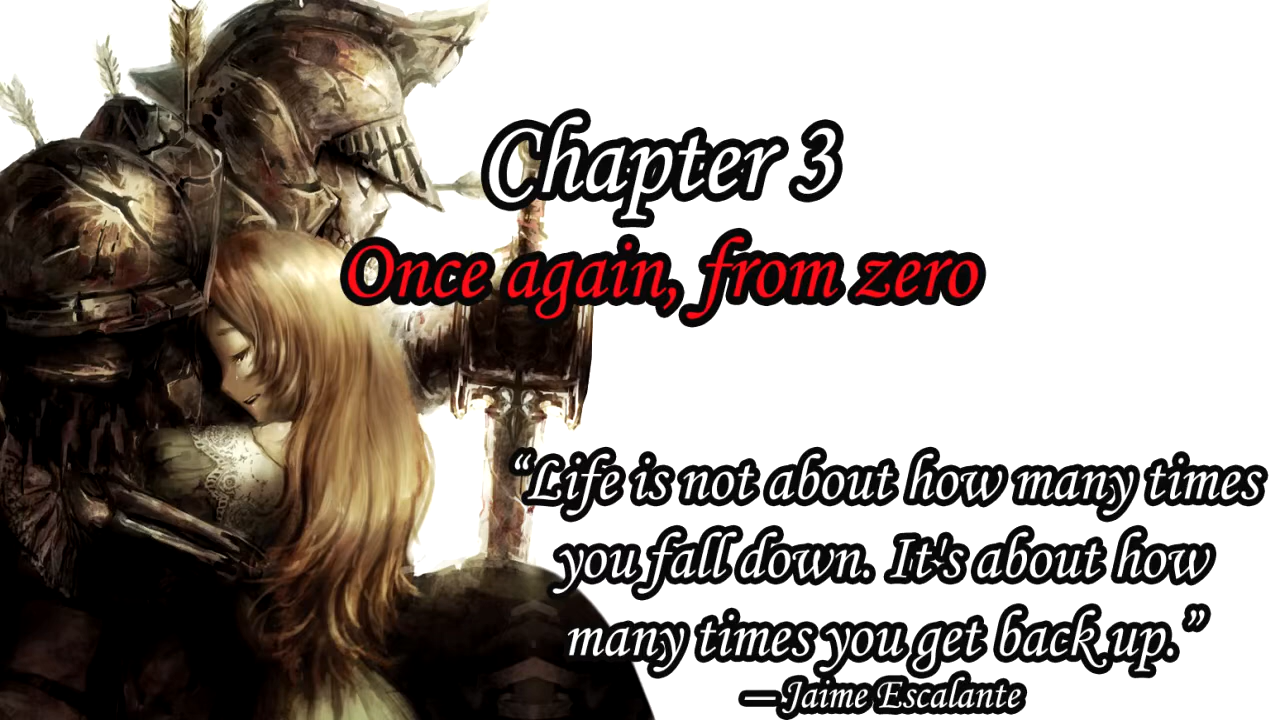 Chapter 3
Once again, from zero
“Life is not about how many times
you fall down. It's about how
many times you get back up.”
— Jaime Escalante